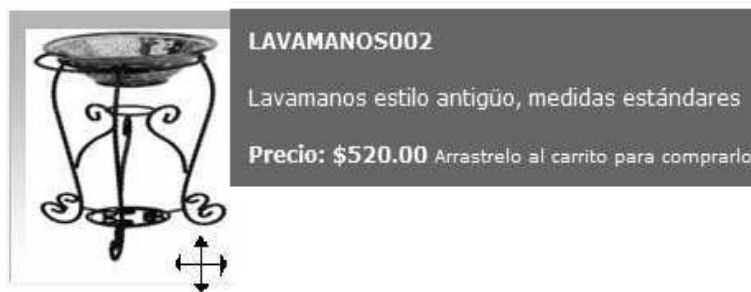 LAVAMANOS002
Lavamanos estilo antigüo, medidas estándares
Precio: $520.00 Arrastrelo al carrito para comprarlo